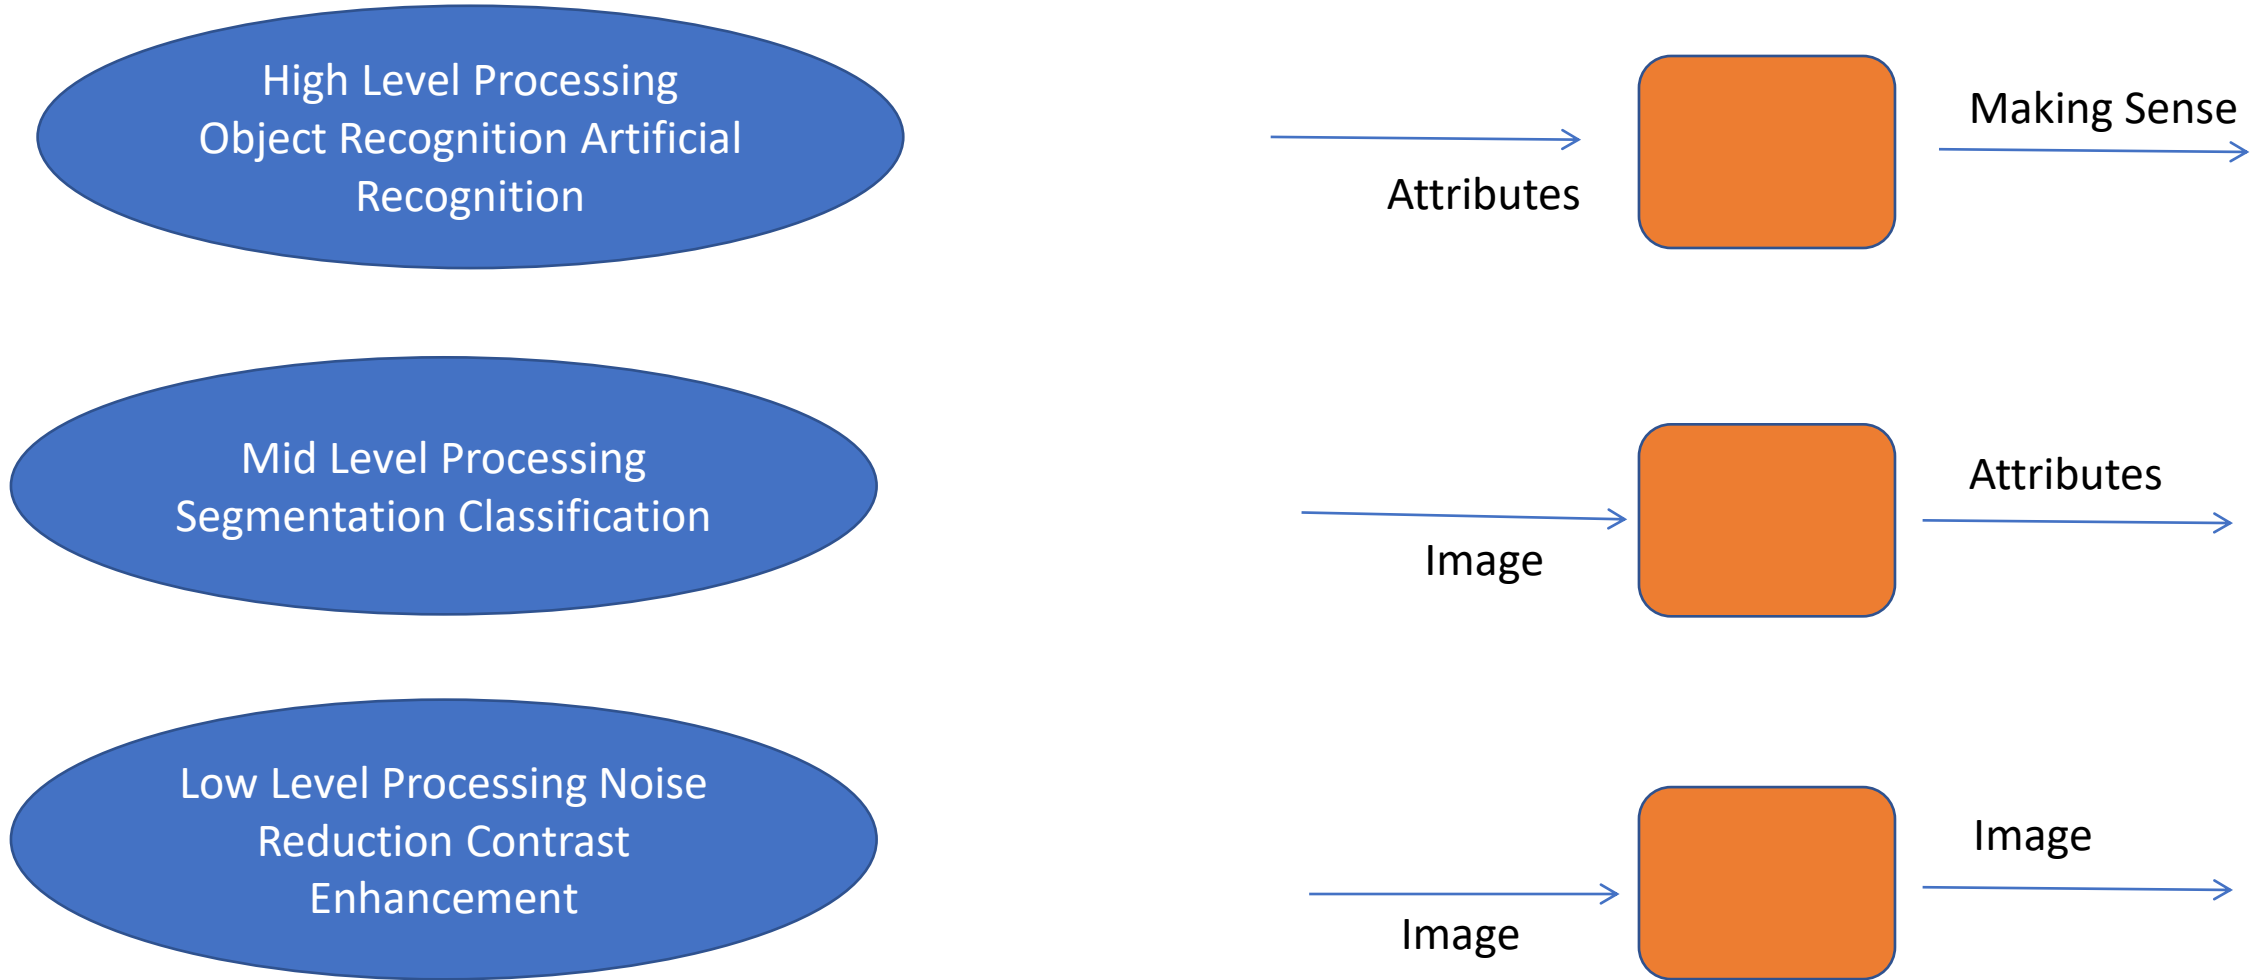 High Level Processing
Object Recognition Artificial
Recognition
Attributes
Making Sense
Mid Level Processing
Segmentation Classification
Image
Attributes
Low Level Processing Noise
Reduction Contrast
Enhancement
Image
Image